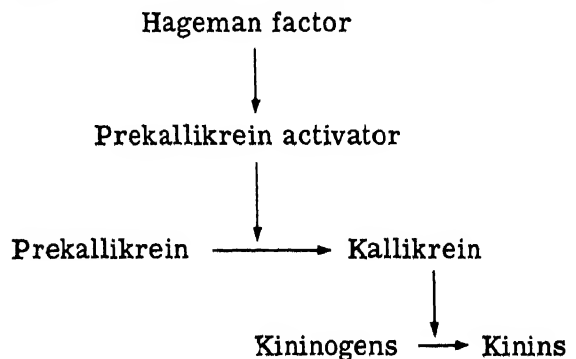 Hageman factor
Prekallikrein activator
Prekallikrein Kallikrein
Kininogens Kinins